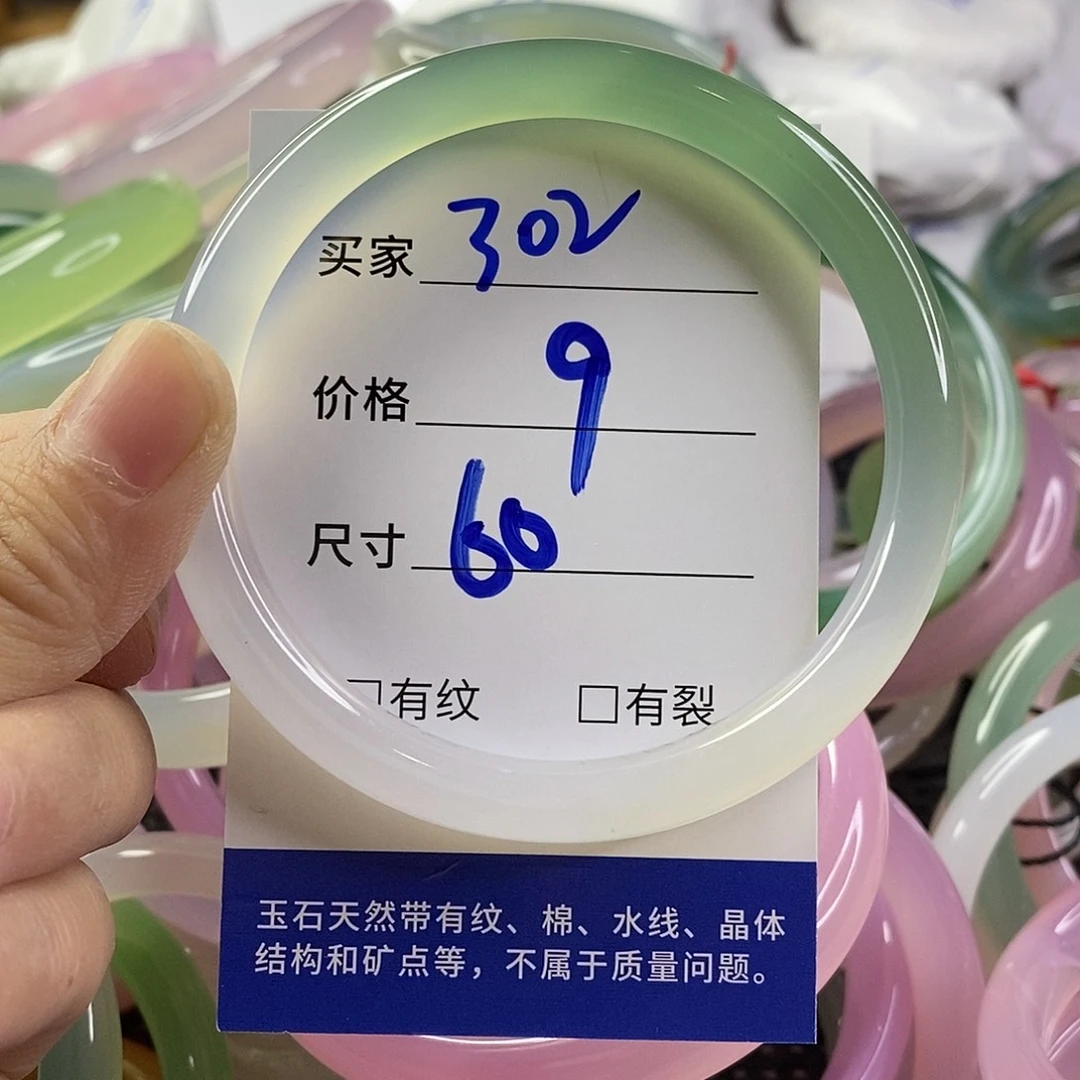 买家 302
价格 9
尺寸 60
□有纹 □有裂
玉石天然带有纹、棉、水线、晶体
结构和矿点等，不属于质量问题。